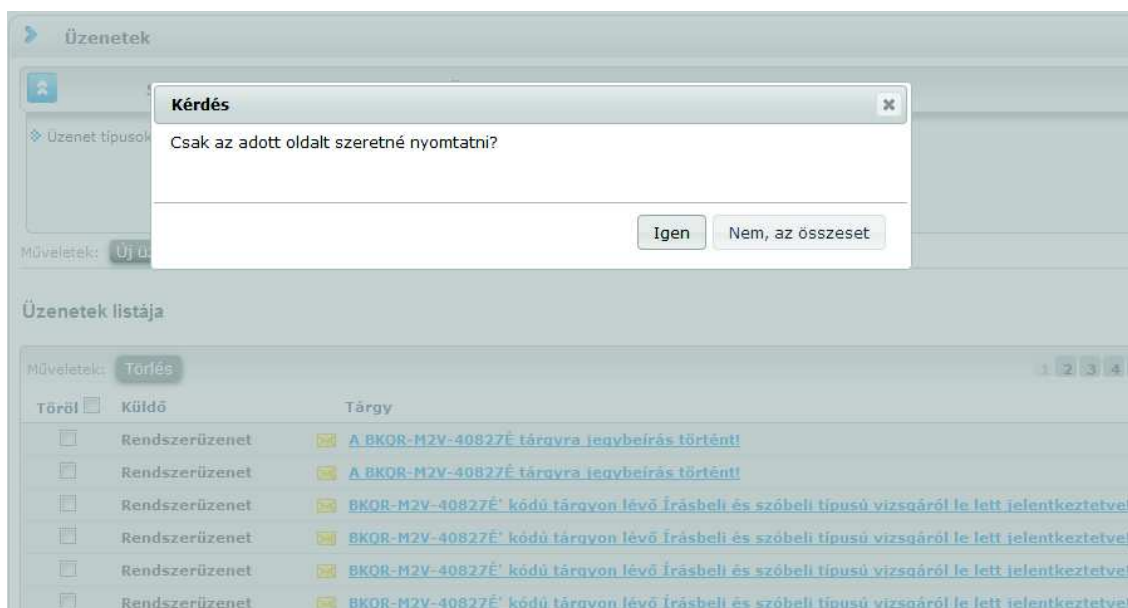 Üzenetek
Kérdés
Üzenet típusok
Csak az adott oldalt szeretné nyomtatni?
Igen Nem, az összeset
Műveletek: Új
Üzenetek listája
Műveletek: Törlés 1 2 3 4
Töröl Küldő Tárgy
Rendszerüzenet A BKQR-M2V-40827É tárgyra jegybeírás történt!
Rendszerüzenet A BKQR-M2V-40827É tárgyra jegybeírás történt!
Rendszerüzenet BKQR-M2V-40827É' kódú tárgyon lévő Írásbeli és szóbeli típusú vizsgáról le lett jelentkeztetve!
Rendszerüzenet BKQR-M2V-40827É' kódú tárgyon lévő Írásbeli és szóbeli típusú vizsgáról le lett jelentkeztetve!
Rendszerüzenet BKQR-M2V-40827É' kódú tárgyon lévő Írásbeli és szóbeli típusú vizsgáról le lett jelentkeztetve!
Rendszerüzenet BKQR-M2V-40827É' kódú tárgyon lévő Írásbeli és szóbeli típusú vizsgáról le lett jelentkeztetve!